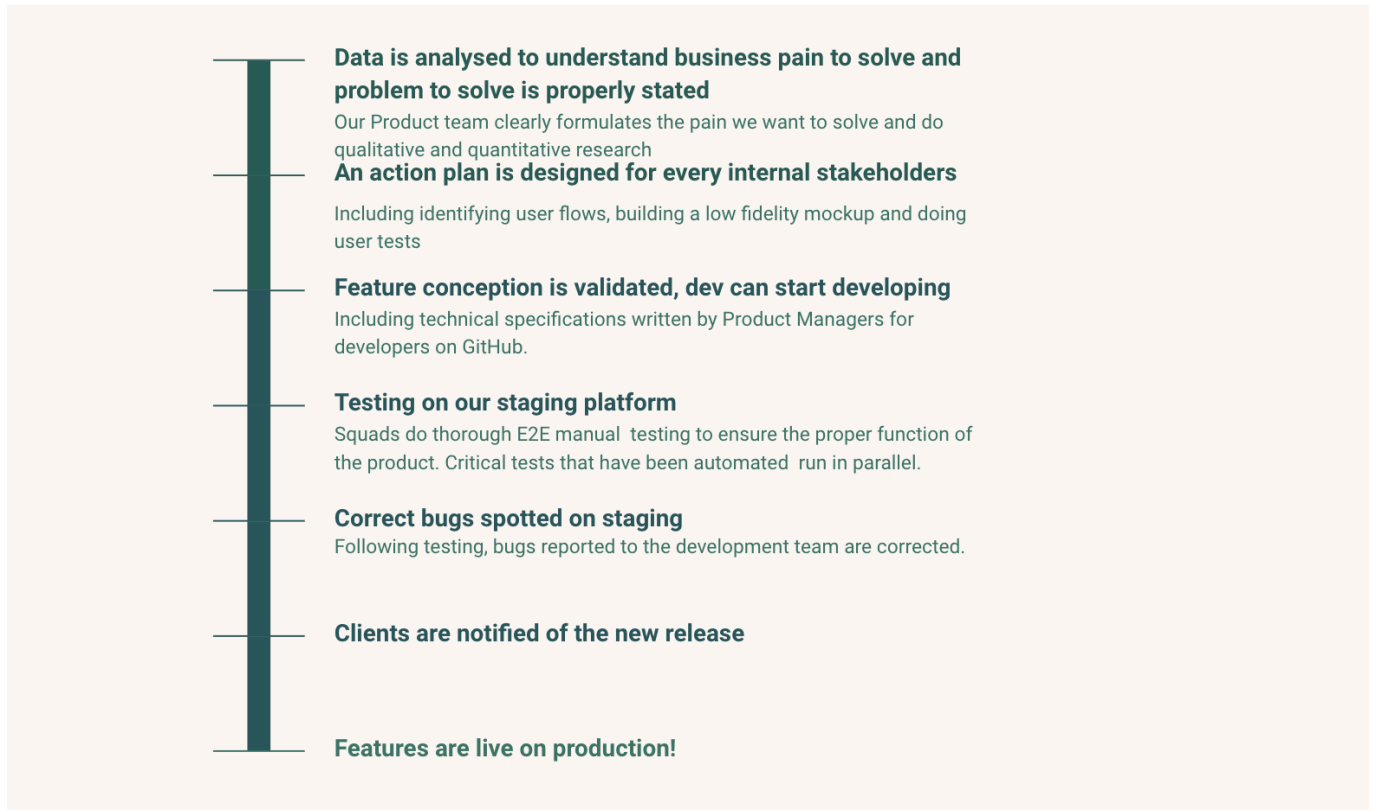 Data is analysed to understand business pain to solve and
problem to solve is properly stated
Our Product team clearly formulates the pain we want to solve and do
qualitative and quantitative research
An action plan is designed for every internal stakeholders
Including identifying user flows, building a low fidelity mockup and doing
user tests
Feature conception is validated, dev can start developing
Including technical specifications written by Product Managers for
developers on GitHub.
Testing on our staging platform
Squads do thorough E2E manual  testing to ensure the proper function of
the product. Critical tests that have been automated  run in parallel.
Correct bugs spotted on staging
Following testing, bugs reported to the development team are corrected.
Clients are notified of the new release
Features are live on production!